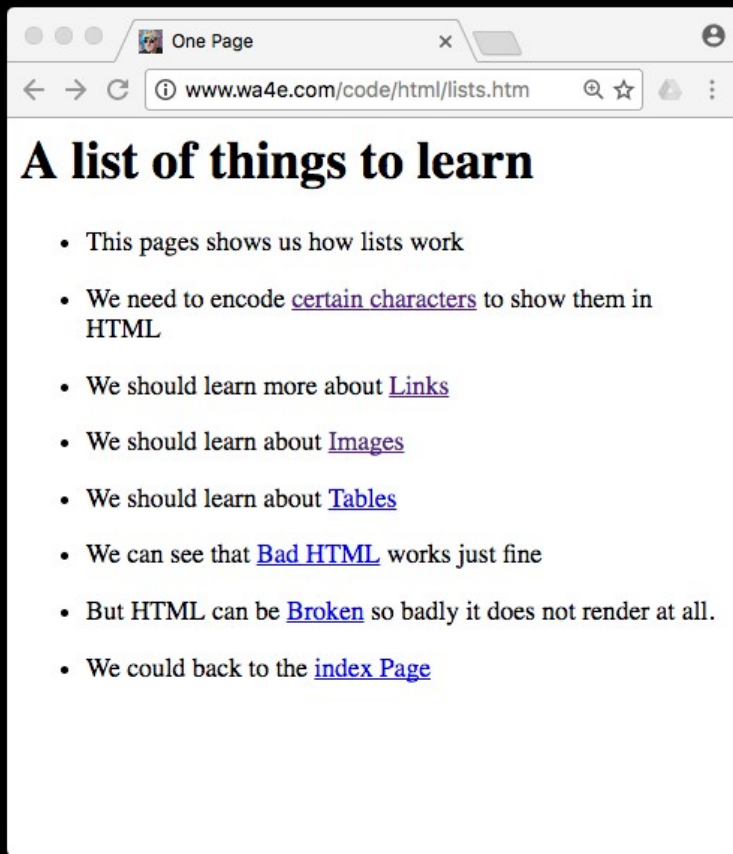 One Page
www.wa4e.com/code/html/lists.htm
A list of things to learn
• This pages shows us how lists work
• We need to encode certain characters to show them in
HTML
• We should learn more about Links
• We should learn about Images
• We should learn about Tables
• We can see that Bad HTML works just fine
• But HTML can be Broken so badly it does not render at all.
• We could back to the index Page